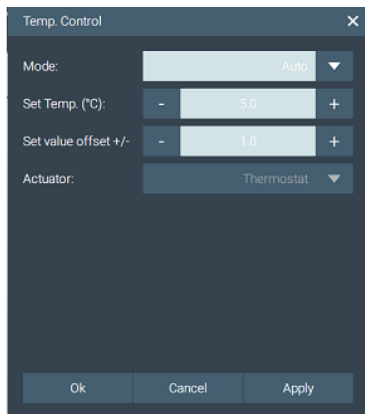 Temp. Control
Mode: Auto
Set Temp. (°C): - 5.0 +
Set value offset +/- - 1.0 +
Actuator: Thermostat
Ok Cancel Apply